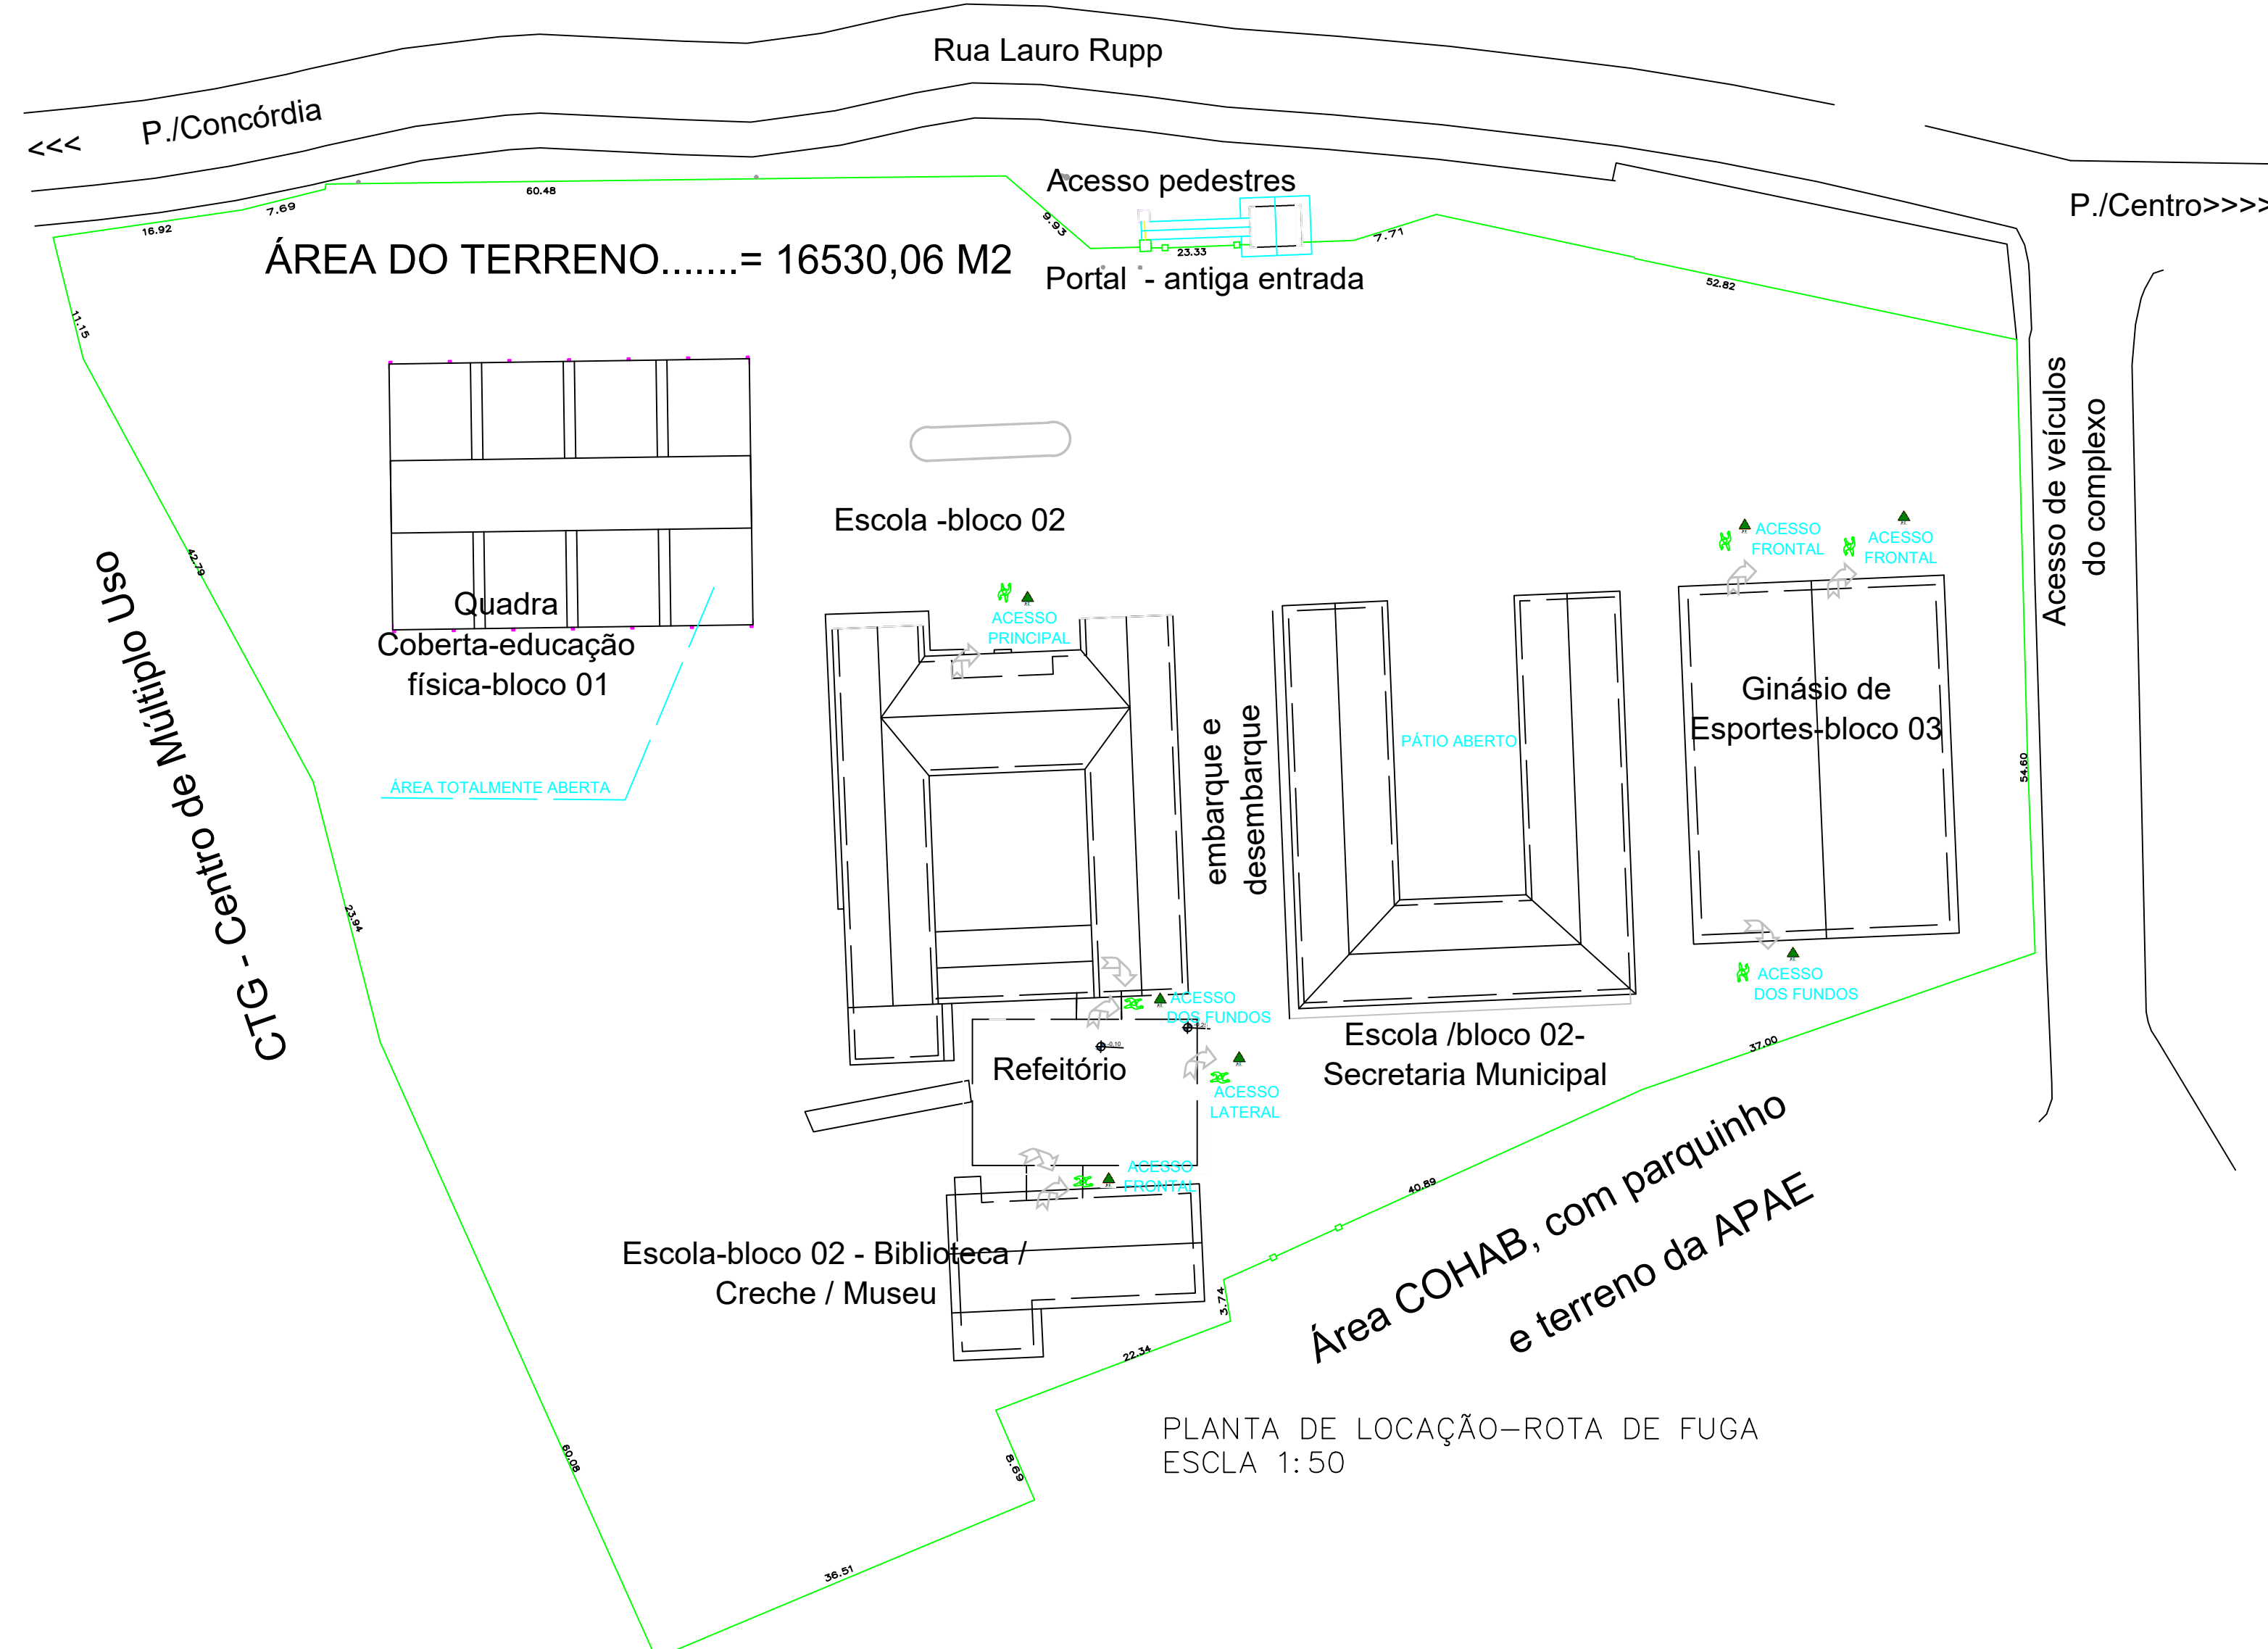 Rua Lauro Rupp
P./Concórdia
<<<
Acesso pedestres
P./Centro>>>>
60.48
7.69
16.92
9.93
23.33
7.71
52.82
ÁREA DO TERRENO.......= 16530,06 M2
Portal - antiga entrada
11.15
Acesso de veículos
do complexo
Escola -bloco 02
ACESSO
FRONTAL
ACESSO
FRONTAL
42.79
Quadra
Coberta-educação
física-bloco 01
ACESSO
PRINCIPAL
CTG - Centro de Múltiplo Uso
Ginásio de
Esportes-bloco 03
embarque e
desembarque
PÁTIO ABERTO
54.60
ÁREA TOTALMENTE ABERTA
23.94
ACESSO
DOS FUNDOS
ACESSO
DOS FUNDOS
-0.10
Refeitório
Escola /bloco 02-
Secretaria Municipal
37.00
ACESSO
LATERAL
ACESSO
FRONTAL
40.89
Área COHAB, com parquinho
e terreno da APAE
Escola-bloco 02 - Biblioteca /
Creche / Museu
3.74
22.34
PLANTA DE LOCAÇÃO-ROTA DE FUGA
ESCLA 1:50
60.08
8.69
36.51